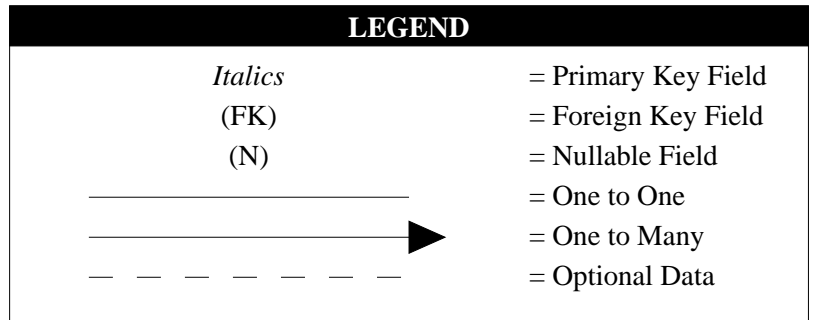 LEGEND
Italics = Primary Key Field
(FK) = Foreign Key Field
(N) = Nullable Field
= One to One
= One to Many
= Optional Data